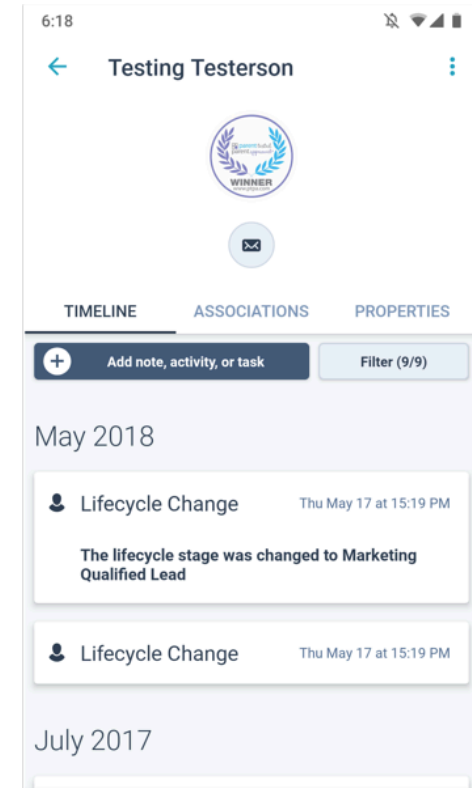 6:18
Testing Testerson
WINNER
TIMELINE ASSOCIATIONS PROPERTIES
Add note, activity, or task Filter (9/9)
May 2018
Lifecycle Change Thu May 17 at 15:19 PM
The lifecycle stage was changed to Marketing
Qualified Lead
Lifecycle Change Thu May 17 at 15:19 PM
July 2017